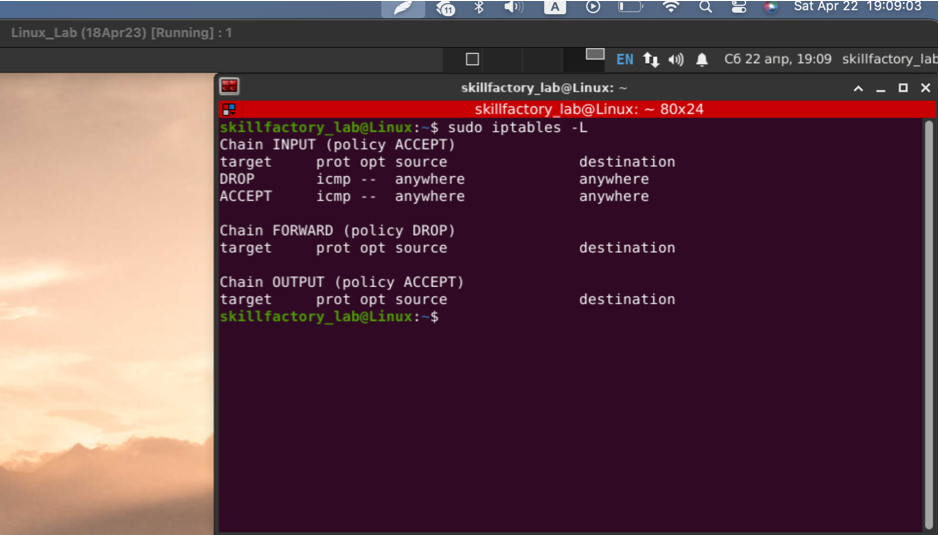 11 A Sat Apr 22 19:09:03
Linux_Lab (18Apr23) [Running] : 1
EN Сб 22 апр, 19:09 skillfactory_lab
skillfactory_lab@Linux: ~
skillfactory_lab@Linux: ~ 80x24
skillfactory_lab@Linux:~$ sudo iptables -L
Chain INPUT (policy ACCEPT)
target prot opt source destination
DROP icmp -- anywhere anywhere
ACCEPT icmp -- anywhere anywhere
Chain FORWARD (policy DROP)
target prot opt source destination
Chain OUTPUT (policy ACCEPT)
target prot opt source destination
skillfactory_lab@Linux:~$